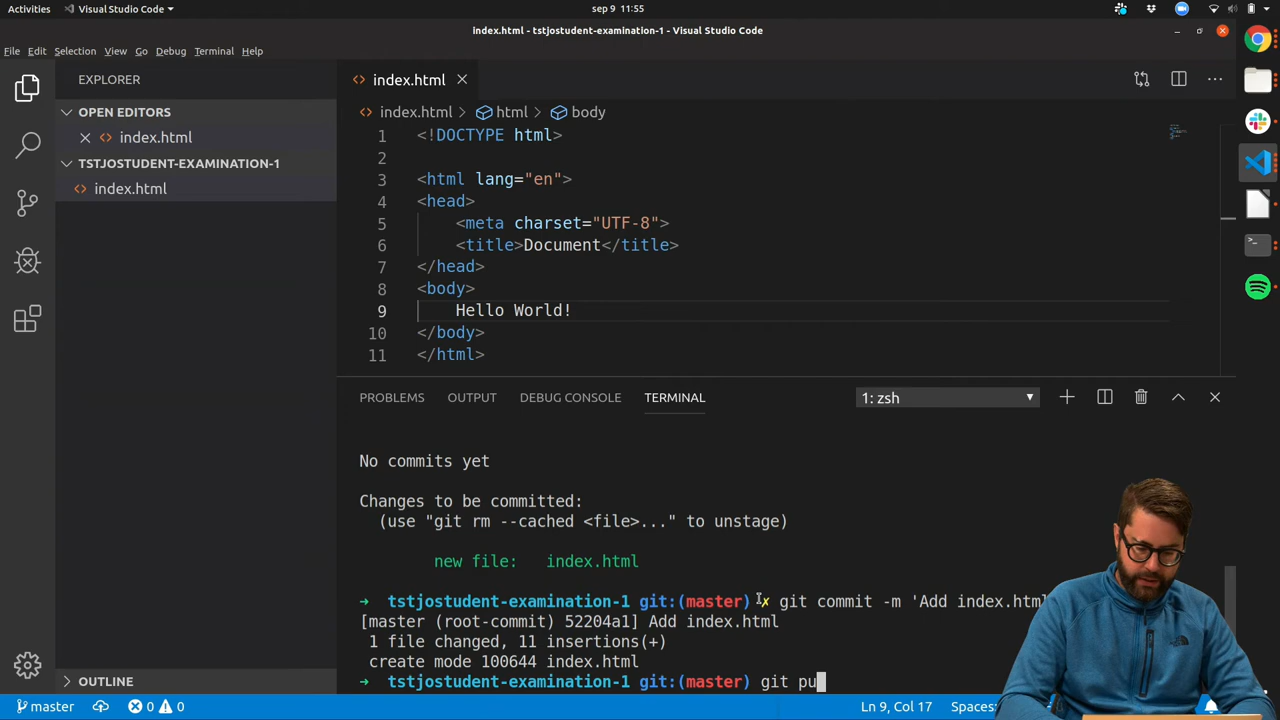 Activities
Visual Studio Code
sep 9 11:55
index.html - tstjostudent-examination-1 - Visual Studio Code
File Edit Selection View Go Debug Terminal Help
EXPLORER
OPEN EDITORS
index.html
TSTJOSTUDENT-EXAMINATION-1
index.html
OUTLINE
index.html
index.html > html > body
1 <!DOCTYPE html>
2
3 <html lang="en">
4 <head>
5 <meta charset="UTF-8">
6 <title>Document</title>
7 </head>
8 <body>
9 Hello World!
10 </body>
11 </html>
PROBLEMS OUTPUT DEBUG CONSOLE TERMINAL 1: zsh
No commits yet
Changes to be committed:
(use "git rm --cached <file>..." to unstage)
new file: index.html
→ tstjostudent-examination-1 git:(master) ✗ git commit -m 'Add index.html
[master (root-commit) 52204a1] Add index.html
1 file changed, 11 insertions(+)
create mode 100644 index.html
→ tstjostudent-examination-1 git:(master) git pu
master 0 0 Ln 9, Col 17 Spaces: